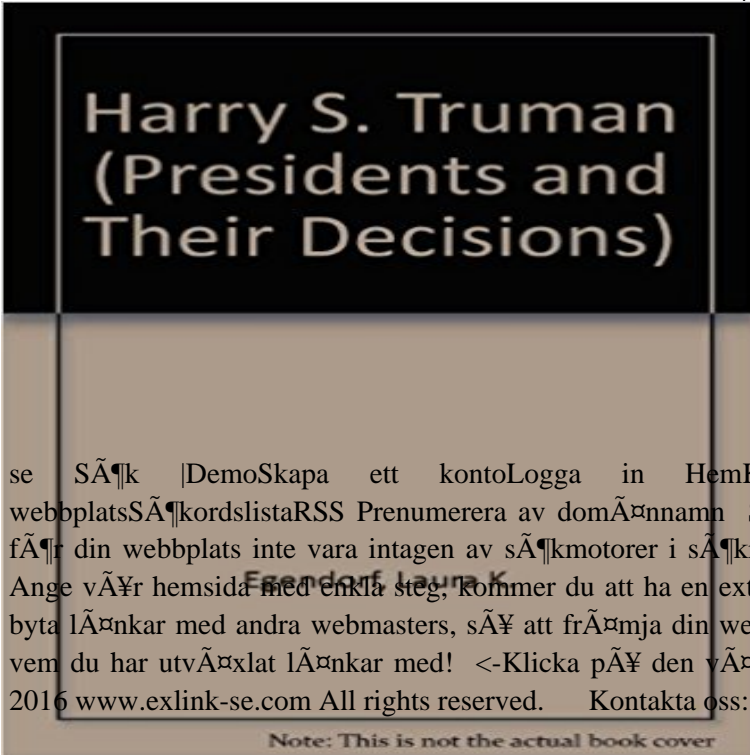 Harry S. Truman
(Presidents and
Their Decisions)
se SÃ¶k |DemoSkapa ett kontoLogga in
webbplatsSÃ¶kordslistaRSS Prenumerera av domÃ¤nnamn
fÃ¶r din webbplats inte vara intagen av sÃ¶kmotorer i
Ange vÃ¥r hemsida med enkla steg, kommer du att ha en
Egendorf, Laura K.
byta lÃ¤nkar med andra webmasters, sÃ¥ att frÃ¤mja din
vem du har utvÃ¤xlat lÃ¤nkar med! <-Klicka pÃ¥ den
2016 www.exlink-se.com All rights reserved. Kontakta oss:
Note: This is not the actual book cover